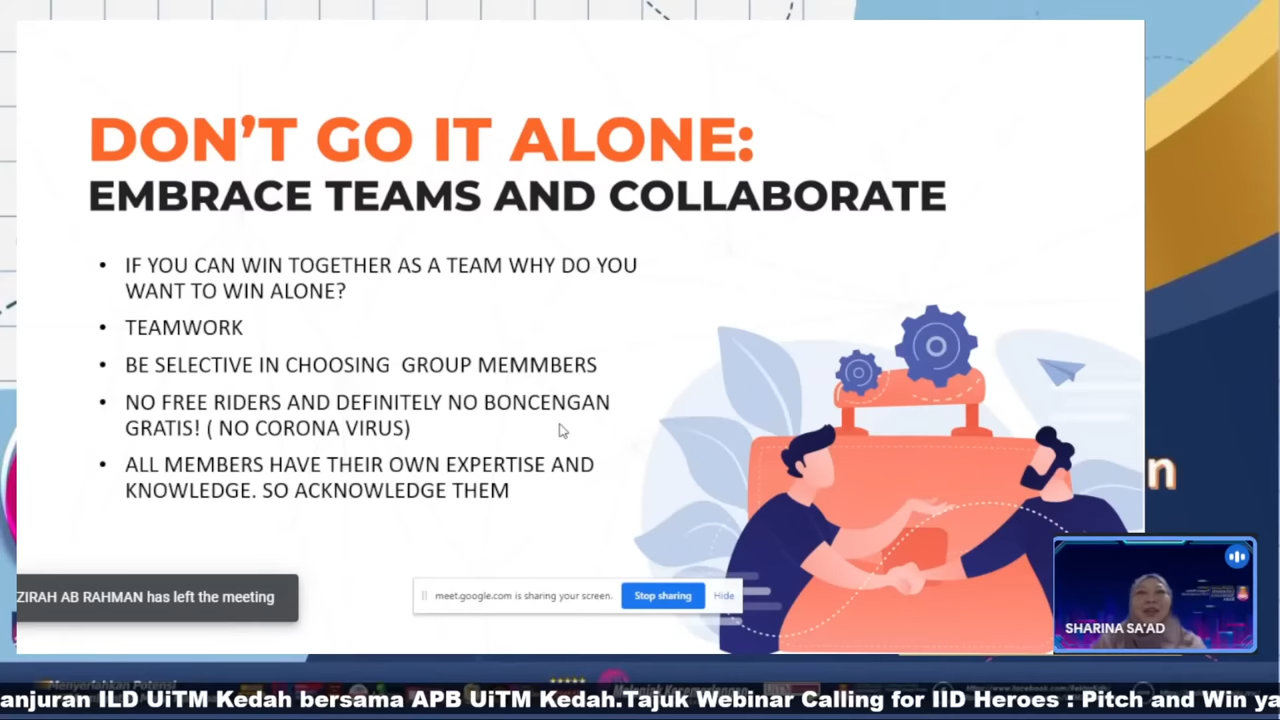 DON'T GO IT ALONE:
EMBRACE TEAMS AND COLLABORATE
• IF YOU CAN WIN TOGETHER AS A TEAM WHY DO YOU
WANT TO WIN ALONE?
• TEAMWORK
• BE SELECTIVE IN CHOOSING GROUP MEMMBERS
• NO FREE RIDERS AND DEFINITELY NO BONCENGAN
GRATIS! ( NO CORONA VIRUS)
• ALL MEMBERS HAVE THEIR OWN EXPERTISE AND
KNOWLEDGE. SO ACKNOWLEDGE THEM
n
ZIRAH AB RAHMAN has left the meeting
meet.google.com is sharing your screen. Stop sharing Hide
SHARINA SA'AD
Menyerlahkan Potensi
anjuran ILD UiTM Kedah bersama APB UiTM Kedah.Tajuk Webinar Calling for IID Heroes : Pitch and Win ya